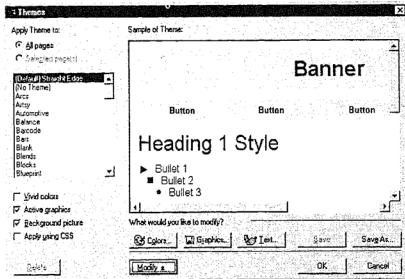 Themes
Apply Theme to:
All pages
Selected page(s)
(Default) Straight Edge
(No Theme)
Arcs
Artsy
Automotive
Balance
Barcode
Bars
Blank
Blends
Blocks
Blueprint
Vivid colors
Active graphics
Background picture
Apply using CSS
Delete
Sample of Theme:
Banner
Button Button Button
Heading 1 Style
Bullet 1
Bullet 2
Bullet 3
What would you like to modify?
Colors... Graphics... Text... Save Save As...
Modify OK Cancel